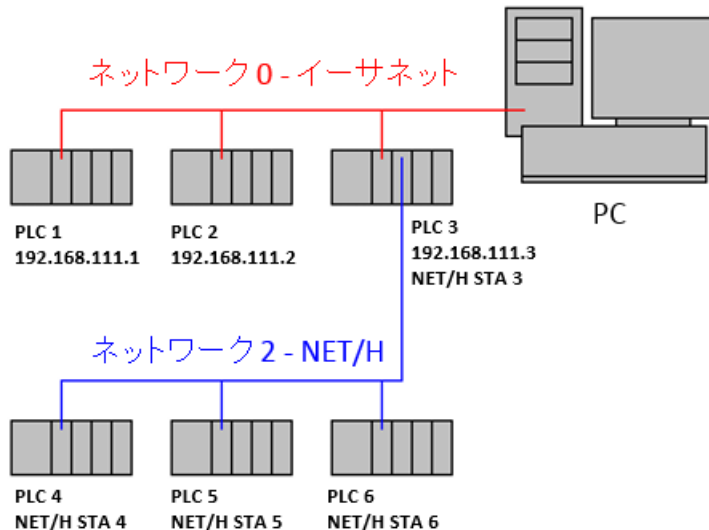 ネットワーク0 - イーサネット
PC
PLC 1
192.168.111.1
PLC 2
192.168.111.2
PLC 3
192.168.111.3
NET/H STA 3
ネットワーク2 - NET/H
PLC 4
NET/H STA 4
PLC 5
NET/H STA 5
PLC 6
NET/H STA 6